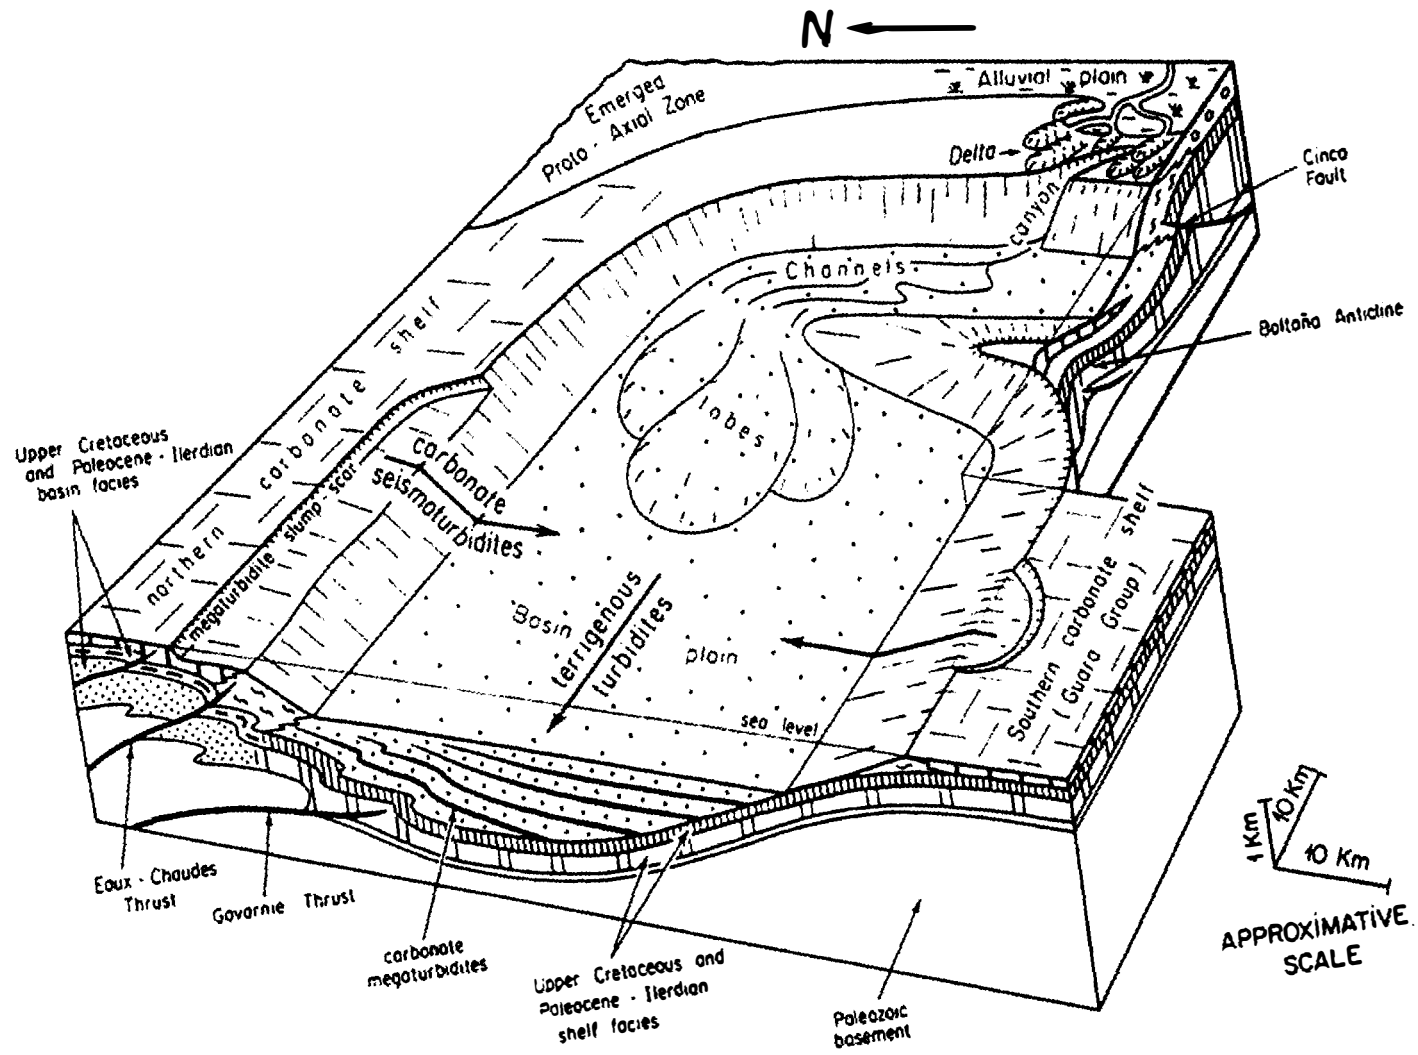 N
Alluvial plain
Emerged
Proto - Axial Zone
Delta
Cinca
Fault
canyon
Channels
Boltaña Anticline
northern carbonate shelf
lobes
Upper Cretaceous
and Paleocene - Ilerdian
basin facies
megaturbidite slump-scar
carbonate
seismoturbidites
Basin plain
terrigenous
turbidites
Southern carbonate shelf
( Guara Group )
sea level
10 Km
1 Km
10 Km
APPROXIMATIVE
SCALE
Eaux - Chaudes
Thrust
Gavarnie Thrust
carbonate
megaturbidites
Upper Cretaceous and
Paleocene - Ilerdian
shelf facies
Paleozoic
basement